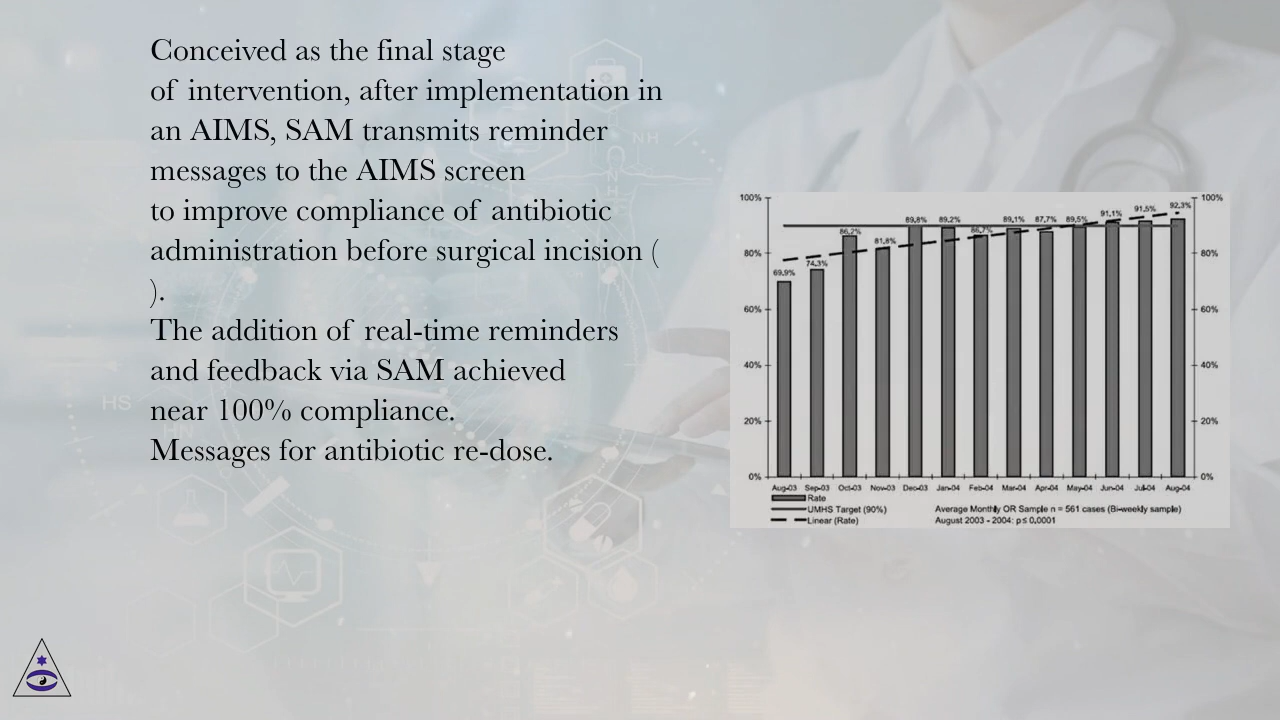 Conceived as the final stage
of intervention, after implementation in
an AIMS, SAM transmits reminder
messages to the AIMS screen
to improve compliance of antibiotic
administration before surgical incision (
).
The addition of real-time reminders
and feedback via SAM achieved
near 100% compliance.
Messages for antibiotic re-dose.
NH
HS
HN
100%
80%
60%
40%
20%
0%
69,9%
74,3%
86,2%
81,8%
89,8%
89,2%
86,7%
89,1%
87,7%
89,5%
91,1%
91,5%
92,3%
100%
80%
60%
40%
20%
0%
Aug-03 Sep-03 Oct-03 Nov-03 Dec-03 Jan-04 Feb-04 Mar-04 Apr-04 May-04 Jun-04 Jul-04 Aug-04
Rate
UMHS Target (90%)
Linear (Rate)
Average Monthly OR Sample n = 561 cases (Bi-weekly sample)
August 2003 - 2004: p≤ 0,0001